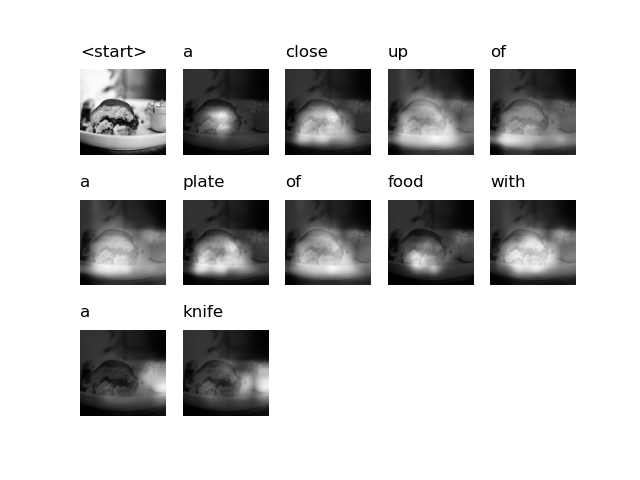 <start> a close up of
a plate of food with
a knife